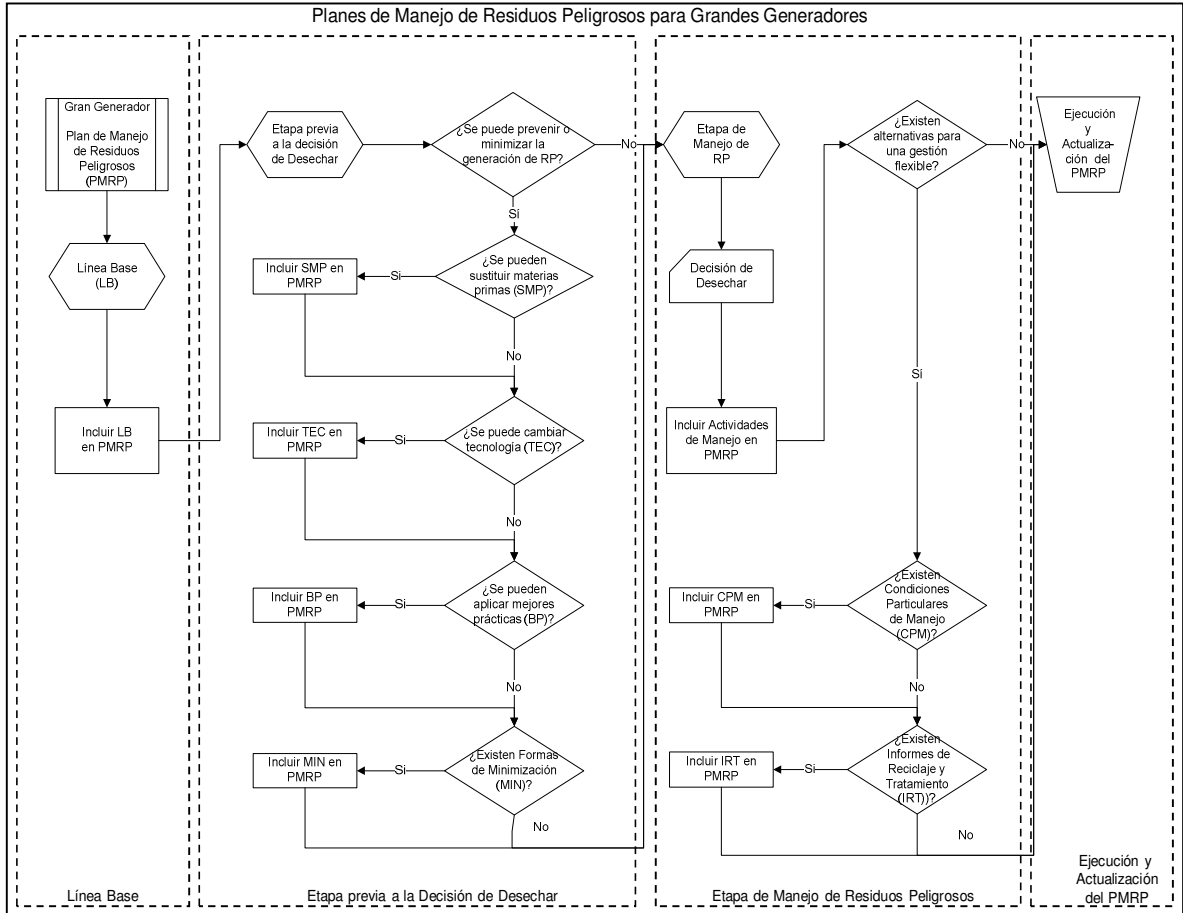 Planes de Manejo de Residuos Peligrosos para Grandes Generadores
Gran Generador
Plan de Manejo
de Residuos
Peligrosos
(PMRP)
Línea Base
(LB)
Incluir LB
en PMRP
Línea Base
Etapa previa
a la decisión
de Desechar
¿Se puede prevenir o
minimizar la
generación de RP?
No
Sí
¿Se pueden
sustituir materias
primas (SMP)?
Si
Incluir SMP en
PMRP
No
¿Se puede cambiar
tecnología (TEC)?
Si
Incluir TEC en
PMRP
No
¿Se pueden
aplicar mejores
prácticas (BP)?
Si
Incluir BP en
PMRP
No
¿Existen Formas
de Minimización
(MIN)?
Si
Incluir MIN en
PMRP
No
Etapa previa a la Decisión de Desechar
Etapa de
Manejo de
RP
Decisión de
Desechar
Incluir Actividades
de Manejo en
PMRP
¿Existen
alternativas para
una gestión
flexible?
No
Sí
¿Existen
Condiciones
Particulares
de Manejo
(CPM)?
Si
Incluir CPM en
PMRP
No
¿Existen
Informes de
Reciclaje y
Tratamiento
(IRT))?
Si
Incluir IRT en
PMRP
No
Etapa de Manejo de Residuos Peligrosos
Ejecución
y
Actualiza-
ción del
PMRP
Ejecución y
Actualización
del PMRP